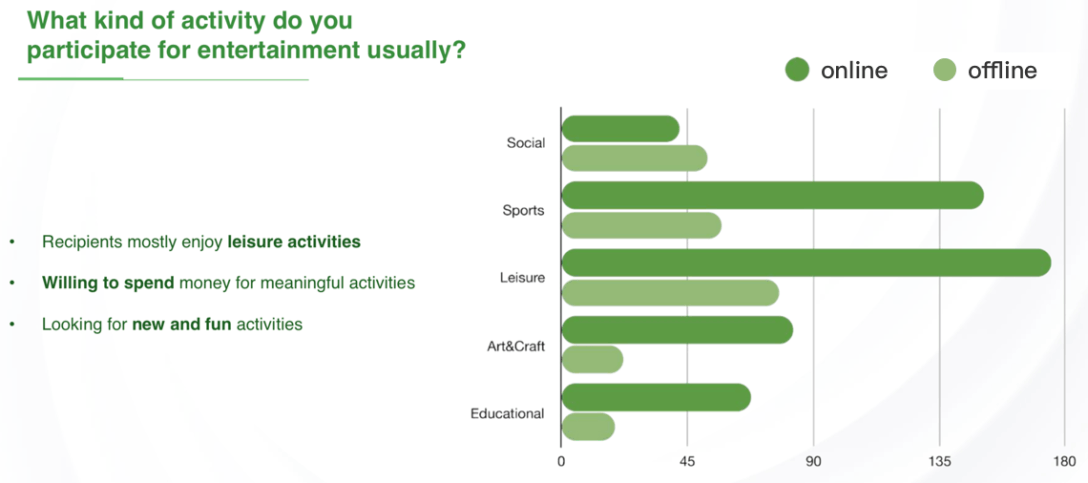 What kind of activity do you
participate for entertainment usually?
online
offline
• Recipients mostly enjoy leisure activities
• Willing to spend money for meaningful activities
• Looking for new and fun activities
Social
Sports
Leisure
Art&Craft
Educational
0 45 90 135 180